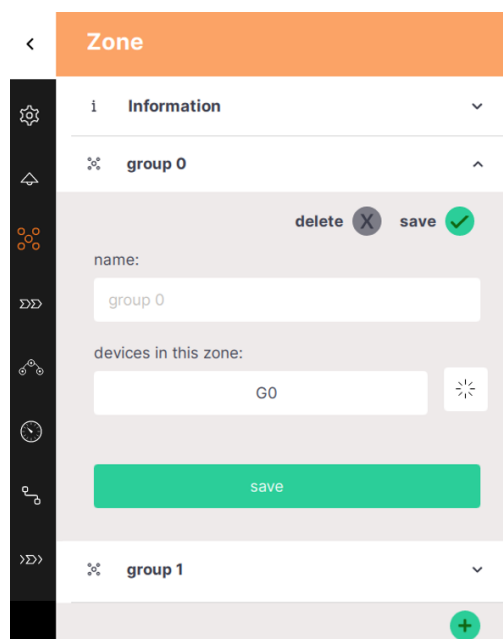 Zone
i Information
group 0
delete X save
name:
group 0
devices in this zone:
G0
save
group 1